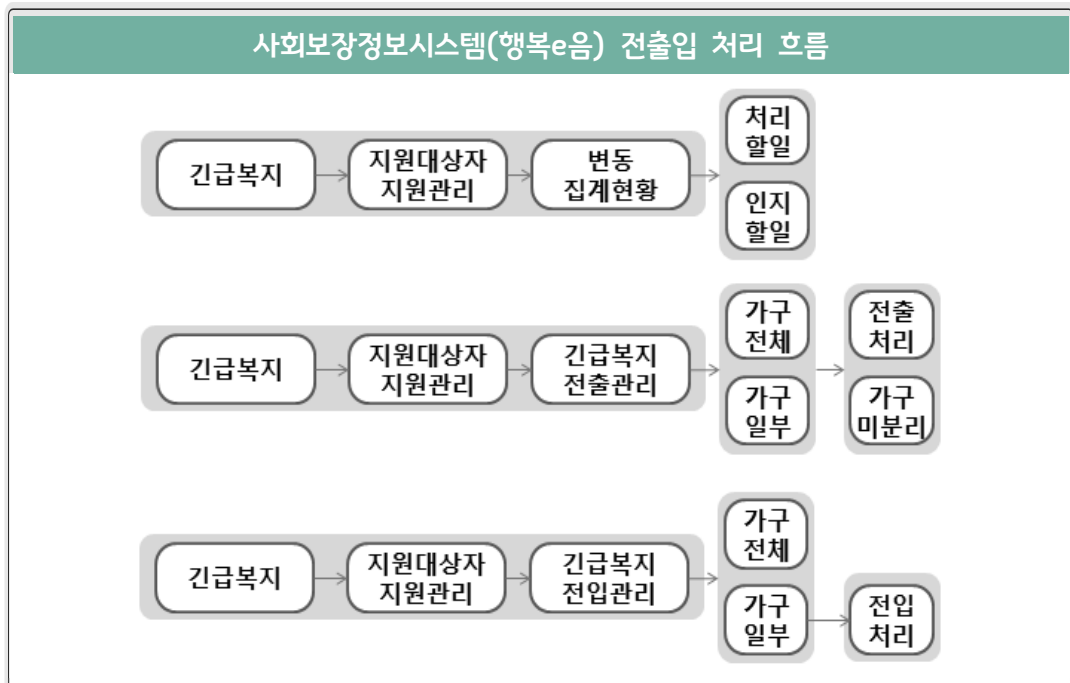 사회보장정보시스템(행복e음) 전출입 처리 흐름
긴급복지
지원대상자
지원관리
변동
집계현황
처리
할일
인지
할일
긴급복지
지원대상자
지원관리
긴급복지
전출관리
가구
전체
가구
일부
전출
처리
가구
미분리
긴급복지
지원대상자
지원관리
긴급복지
전입관리
가구
전체
가구
일부
전입
처리